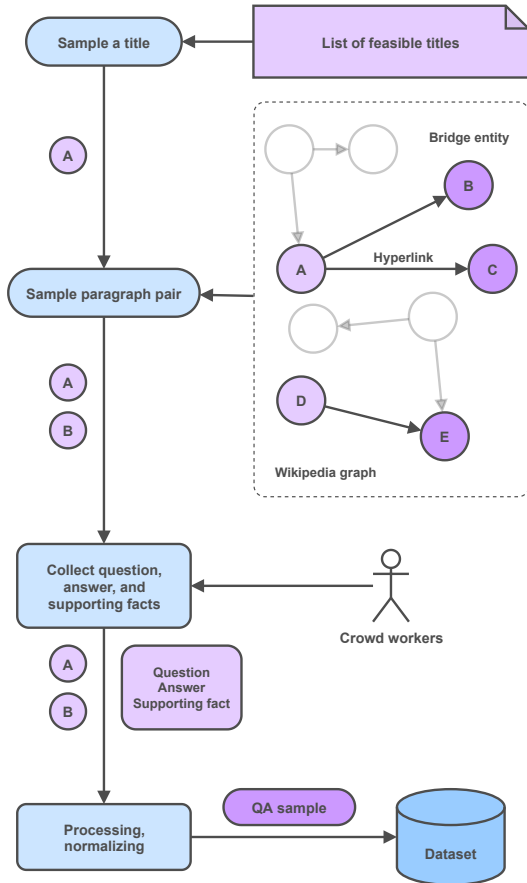 Sample a title
List of feasible titles
A
Bridge entity
B
A
Hyperlink
C
Sample paragraph pair
A
B
D
E
Wikipedia graph
Collect question,
answer, and
supporting facts
Crowd workers
A
B
Question
Answer
Supporting fact
Processing,
normalizing
QA sample
Dataset